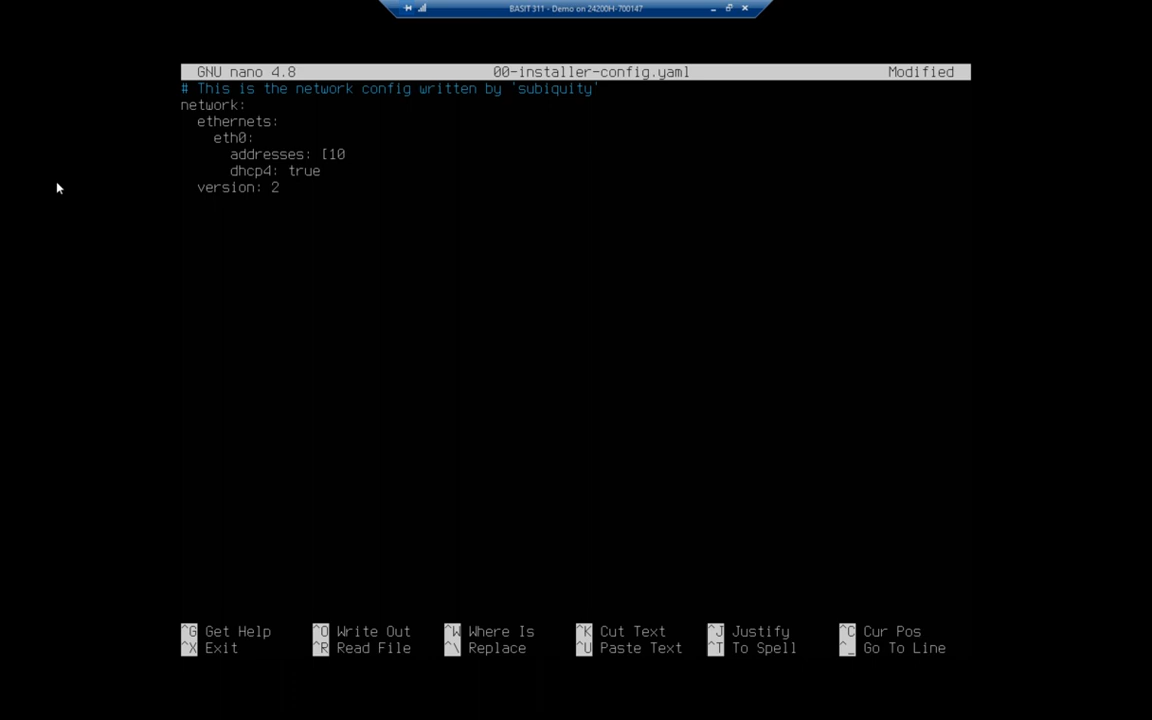 BASIT 311 - Demo on 24200H-700147
GNU nano 4.8 00-installer-config.yaml Modified
# This is the network config written by 'subiquity'
network:
  ethernets:
    eth0:
      addresses: [10
      dhcp4: true
  version: 2
^G Get Help ^O Write Out ^W Where Is ^K Cut Text ^J Justify ^C Cur Pos
^X Exit ^R Read File ^\ Replace ^U Paste Text ^T To Spell ^_ Go To Line